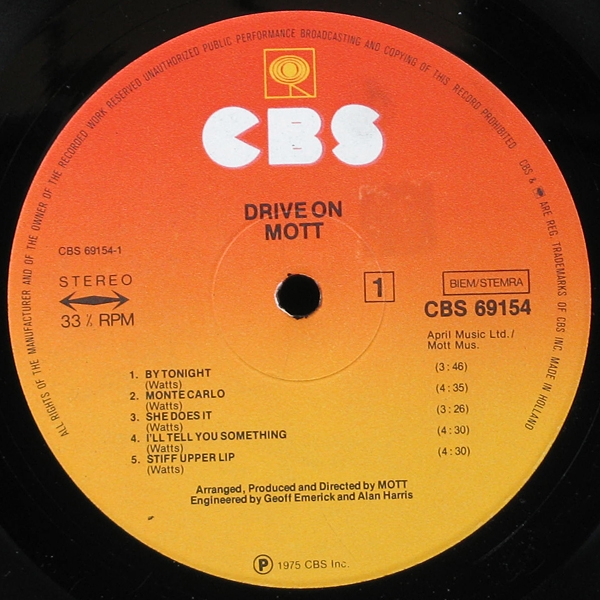 ALL RIGHTS OF THE MANUFACTURER AND OF THE OWNER OF THE RECORDED WORK RESERVED UNAUTHORIZED PUBLIC PERFORMANCE BROADCASTING AND COPYING OF THIS RECORD PROHIBITED CBS & ARE REG. TRADEMARKS OF CBS INC. MADE IN HOLLAND
CBS
DRIVE ON
MOTT
CBS 69154-1
STEREO
33 ⅓ RPM
1
BIEM/STEMRA
CBS 69154
April Music Ltd./
Mott Mus.
1. BY TONIGHT (3:46)
(Watts)
2. MONTE CARLO (4:35)
(Watts)
3. SHE DOES IT (3:26)
(Watts)
4. I'LL TELL YOU SOMETHING (4:30)
(Watts)
5. STIFF UPPER LIP (4:30)
(Watts)
Arranged, Produced and Directed by MOTT
Engineered by Geoff Emerick and Alan Harris
℗ 1975 CBS Inc.